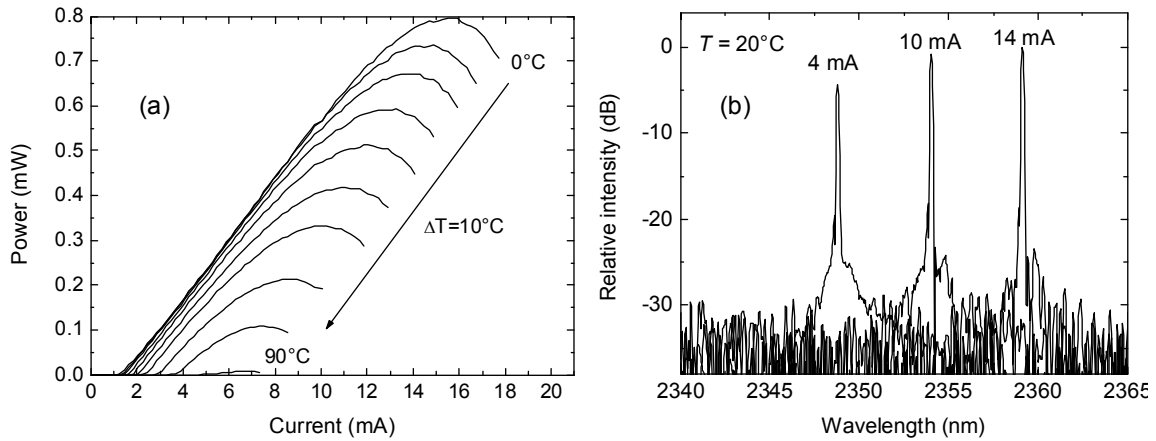 0.8
0.7
0.6
0.5
0.4
0.3
0.2
0.1
0.0
Power (mW)
(a)
0°C
ΔT=10°C
90°C
0 2 4 6 8 10 12 14 16 18 20
Current (mA)
0
-10
-20
-30
Relative intensity (dB)
T = 20°C
(b)
4 mA
10 mA
14 mA
2340 2345 2350 2355 2360 2365
Wavelength (nm)